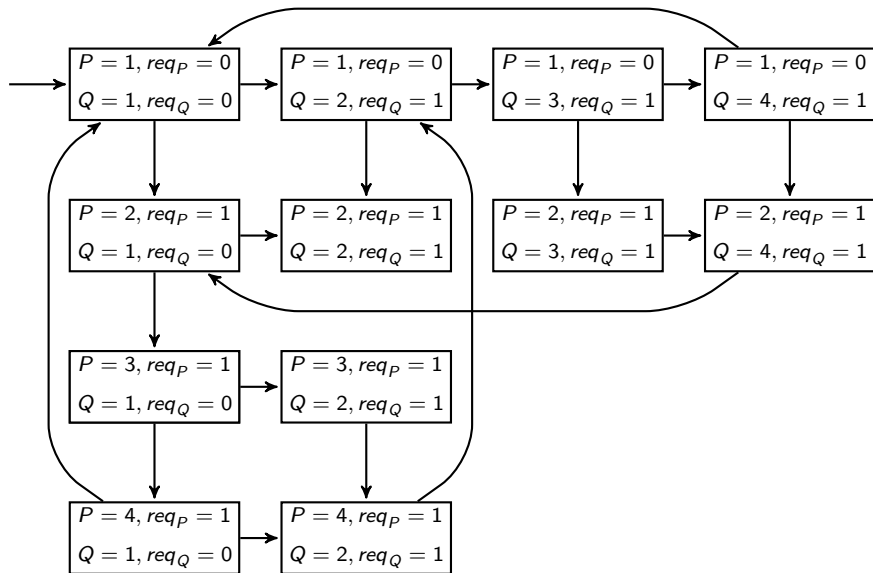 P = 1, req_P = 0
Q = 1, req_Q = 0
P = 1, req_P = 0
Q = 2, req_Q = 1
P = 1, req_P = 0
Q = 3, req_Q = 1
P = 1, req_P = 0
Q = 4, req_Q = 1
P = 2, req_P = 1
Q = 1, req_Q = 0
P = 2, req_P = 1
Q = 2, req_Q = 1
P = 2, req_P = 1
Q = 3, req_Q = 1
P = 2, req_P = 1
Q = 4, req_Q = 1
P = 3, req_P = 1
Q = 1, req_Q = 0
P = 3, req_P = 1
Q = 2, req_Q = 1
P = 4, req_P = 1
Q = 1, req_Q = 0
P = 4, req_P = 1
Q = 2, req_Q = 1